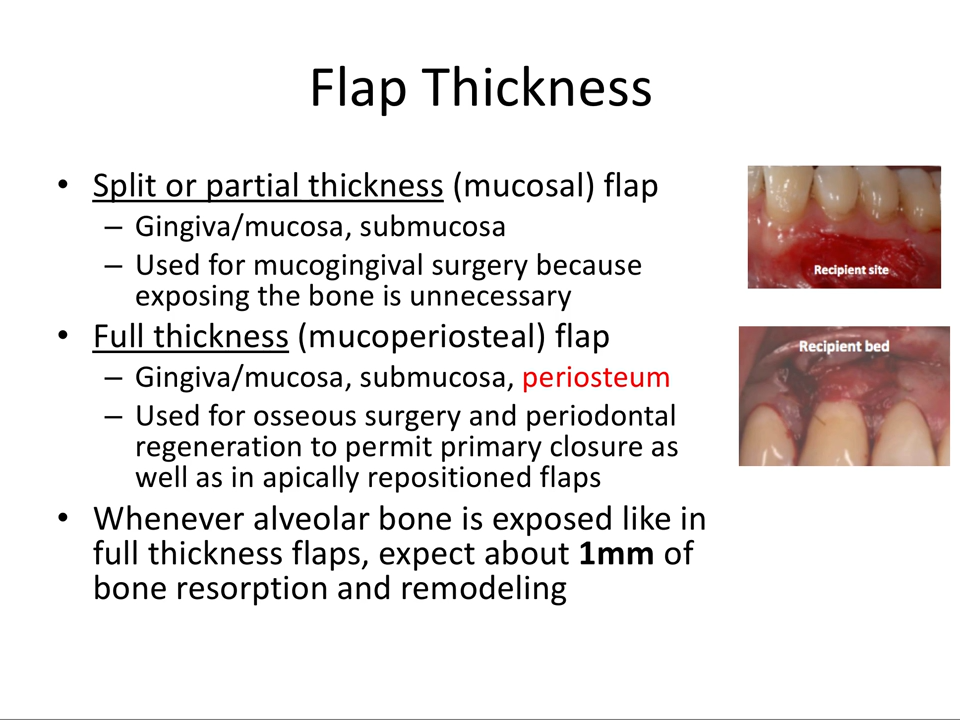 Flap Thickness
• Split or partial thickness (mucosal) flap
– Gingiva/mucosa, submucosa
– Used for mucogingival surgery because
exposing the bone is unnecessary
• Full thickness (mucoperiosteal) flap
– Gingiva/mucosa, submucosa, periosteum
– Used for osseous surgery and periodontal
regeneration to permit primary closure as
well as in apically repositioned flaps
• Whenever alveolar bone is exposed like in
full thickness flaps, expect about 1mm of
bone resorption and remodeling
Recipient site
Recipient bed